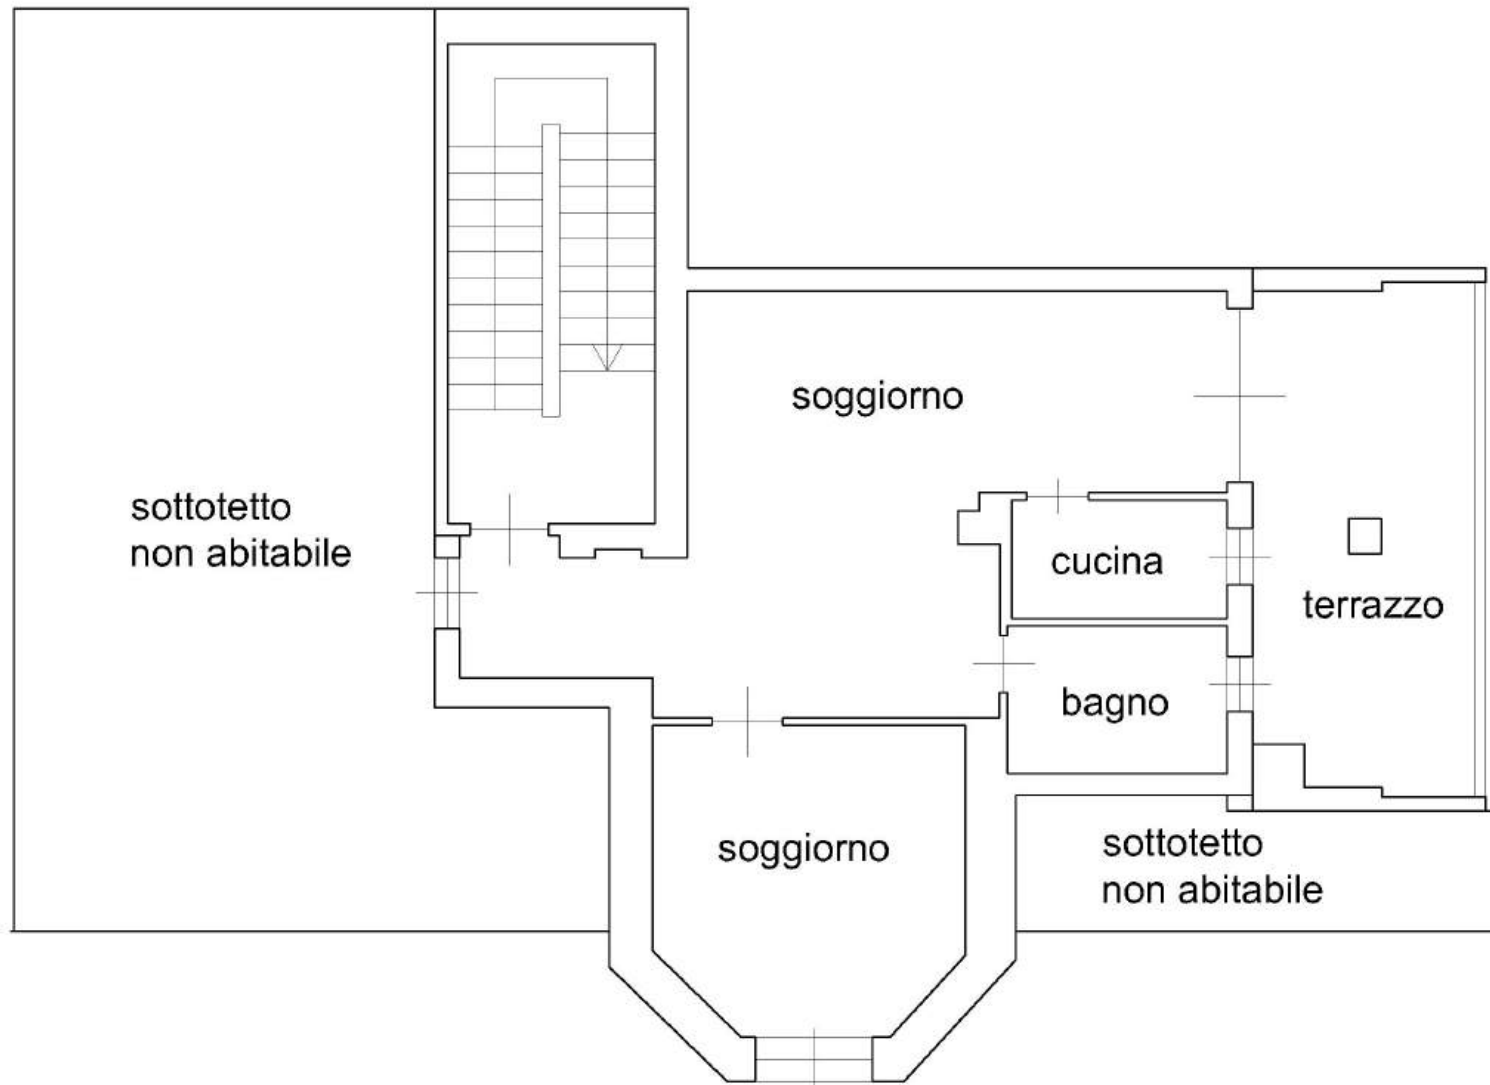 soggiorno
sottotetto
non abitabile
cucina
terrazzo
bagno
soggiorno
sottotetto
non abitabile